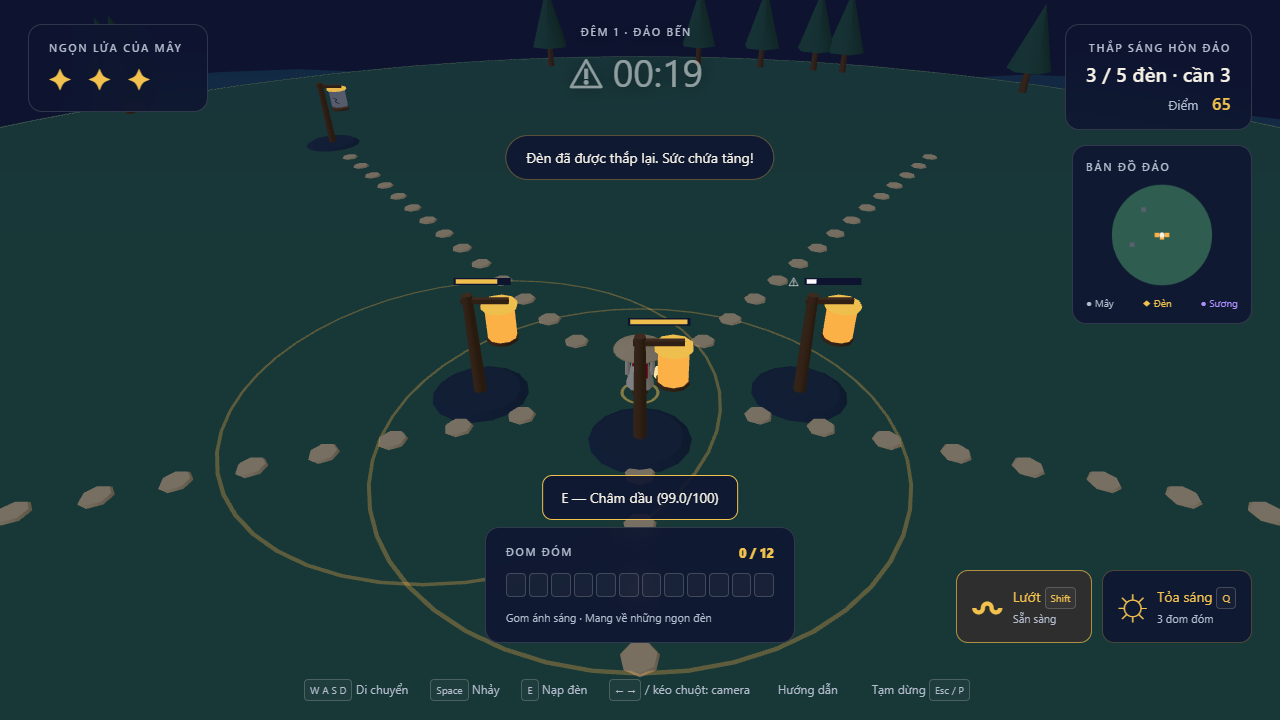 NGỌN LỬA CỦA MÂY
ĐÊM 1 · ĐẢO BẾN
00:19
THẮP SÁNG HÒN ĐẢO
3 / 5 đèn · cần 3
Điểm 65
Đèn đã được thắp lại. Sức chứa tăng!
BẢN ĐỒ ĐẢO
Mây
Đèn
Sương
E — Châm dầu (99.0/100)
ĐOM ĐÓM
0 / 12
Gom ánh sáng · Mang về những ngọn đèn
Lướt Shift
Sẵn sàng
Tỏa sáng Q
3 đom đóm
W A S D Di chuyển
Space Nhảy
E Nạp đèn
←→ / kéo chuột: camera
Hướng dẫn
Tạm dừng Esc / P